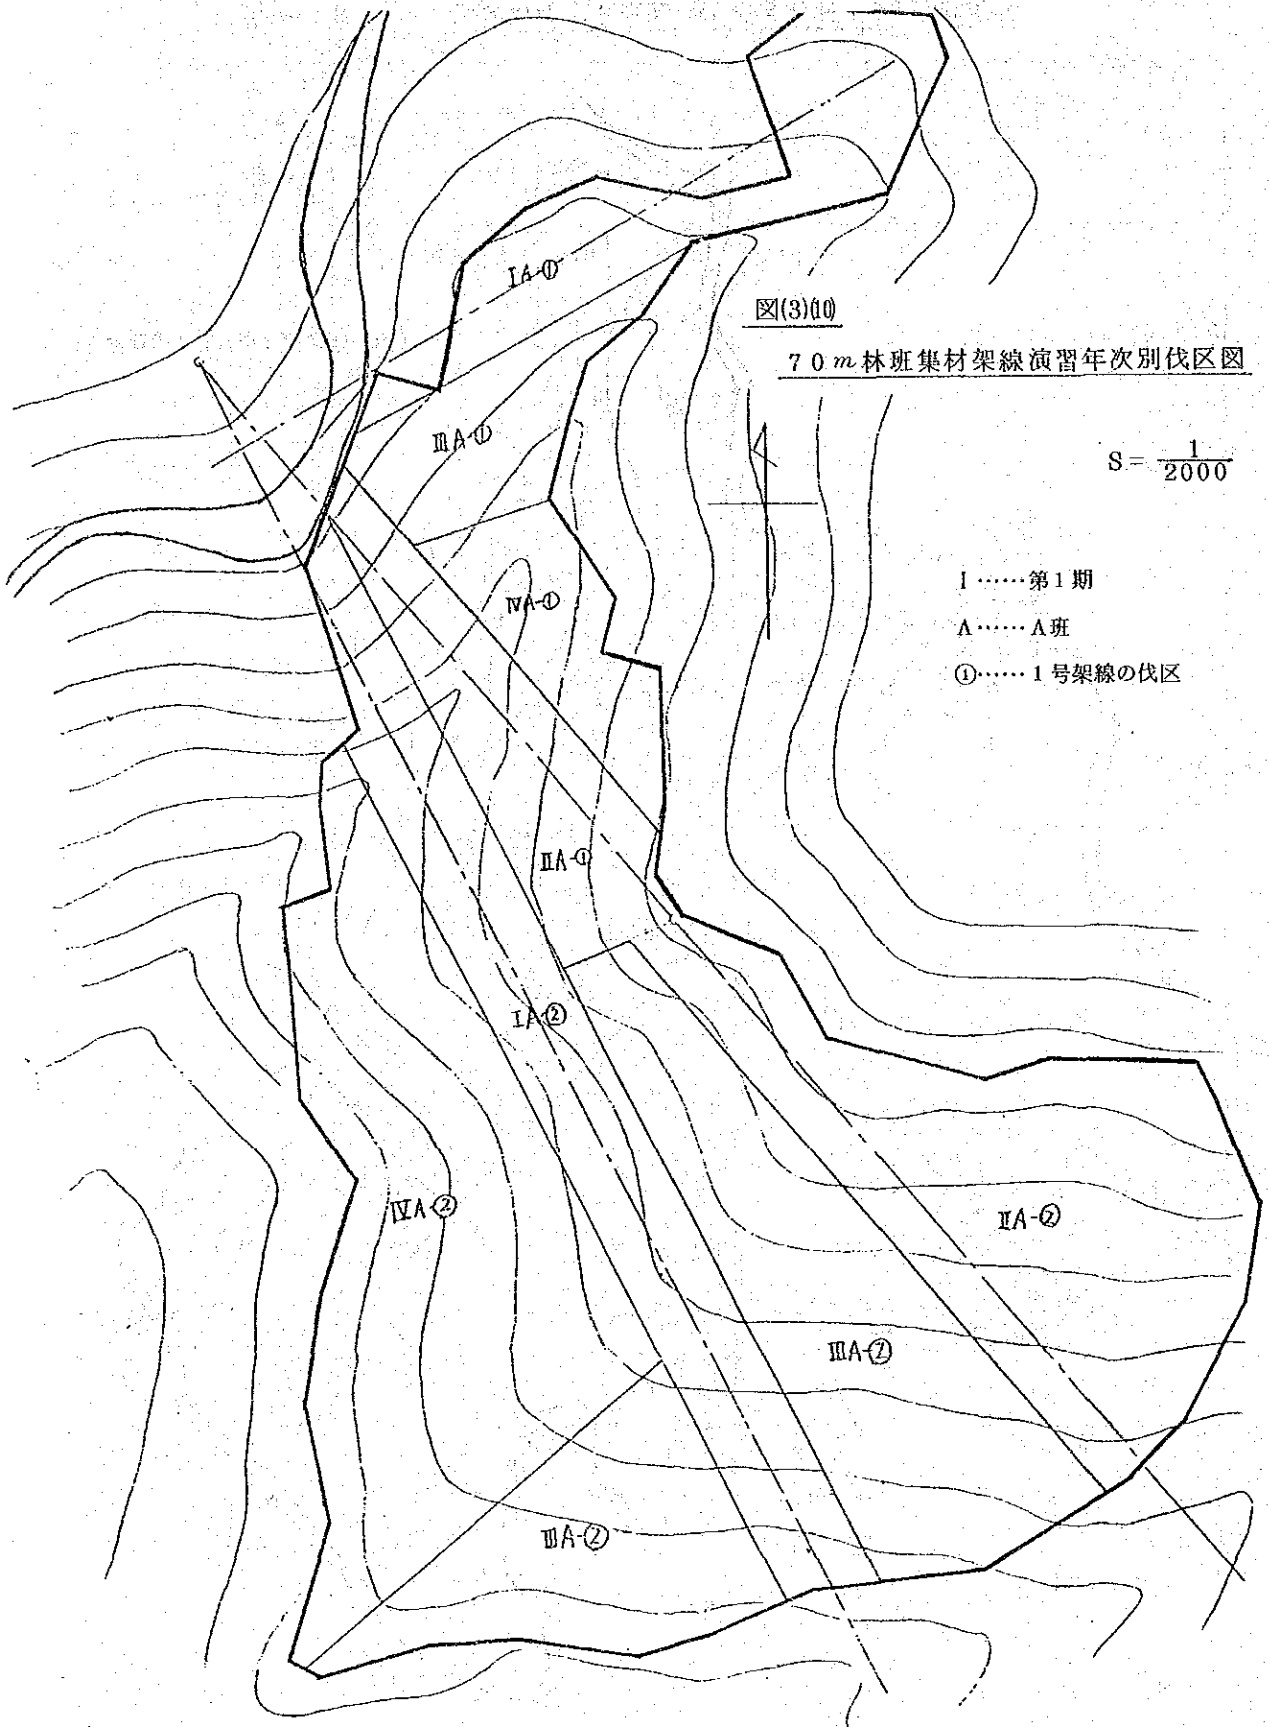 ⅠA-①
図(3)(10)
70m林班集材架線演習年次別伐区図
ⅢA-①
S = 1/2000
Ⅰ……第1期
A……A班
①……1号架線の伐区
ⅣA-①
ⅡA-①
ⅠA-②
ⅣA-②
ⅡA-②
ⅢA-②
ⅢA-②